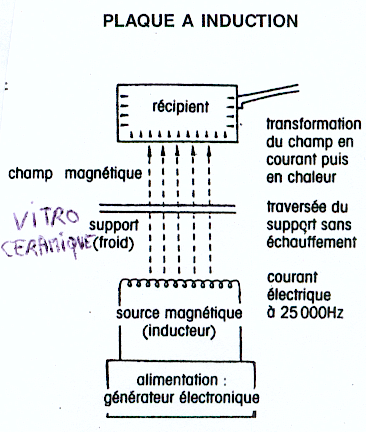 PLAQUE A INDUCTION
récipient
transformation
du champ en
courant puis
en chaleur
champ magnétique
VITRO
CERAMIQUE
support
(froid)
traversée du
support sans
échauffement
courant
électrique
à 25 000Hz
source magnétique
(inducteur)
alimentation :
générateur électronique